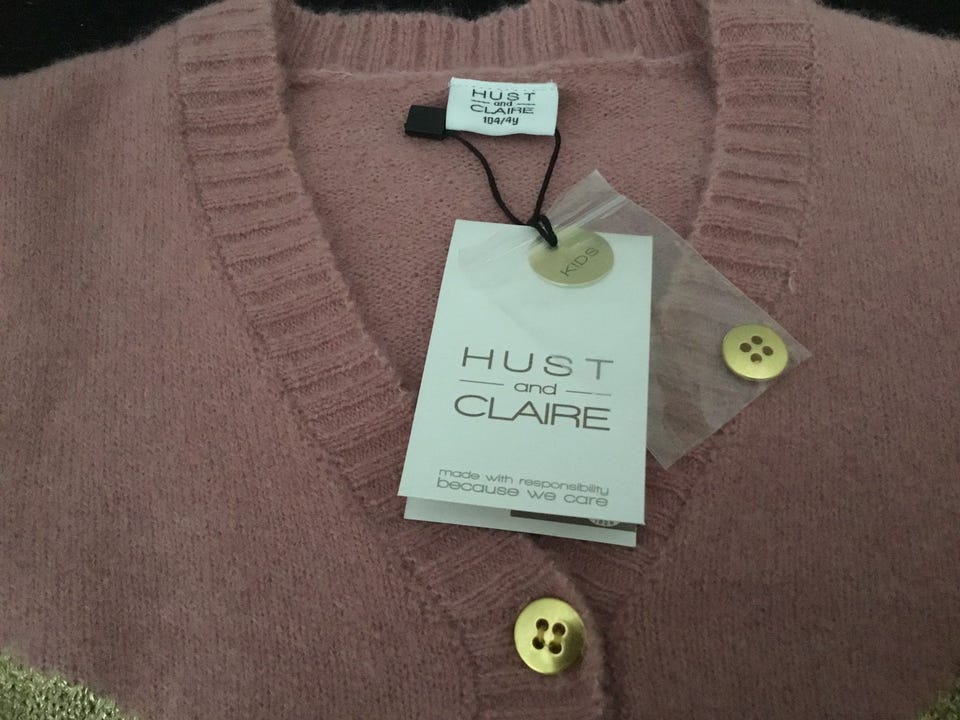 HUST
and
CLAIRE
104/4y
KIDS
HUST
and
CLAIRE
made with responsibility
because we care